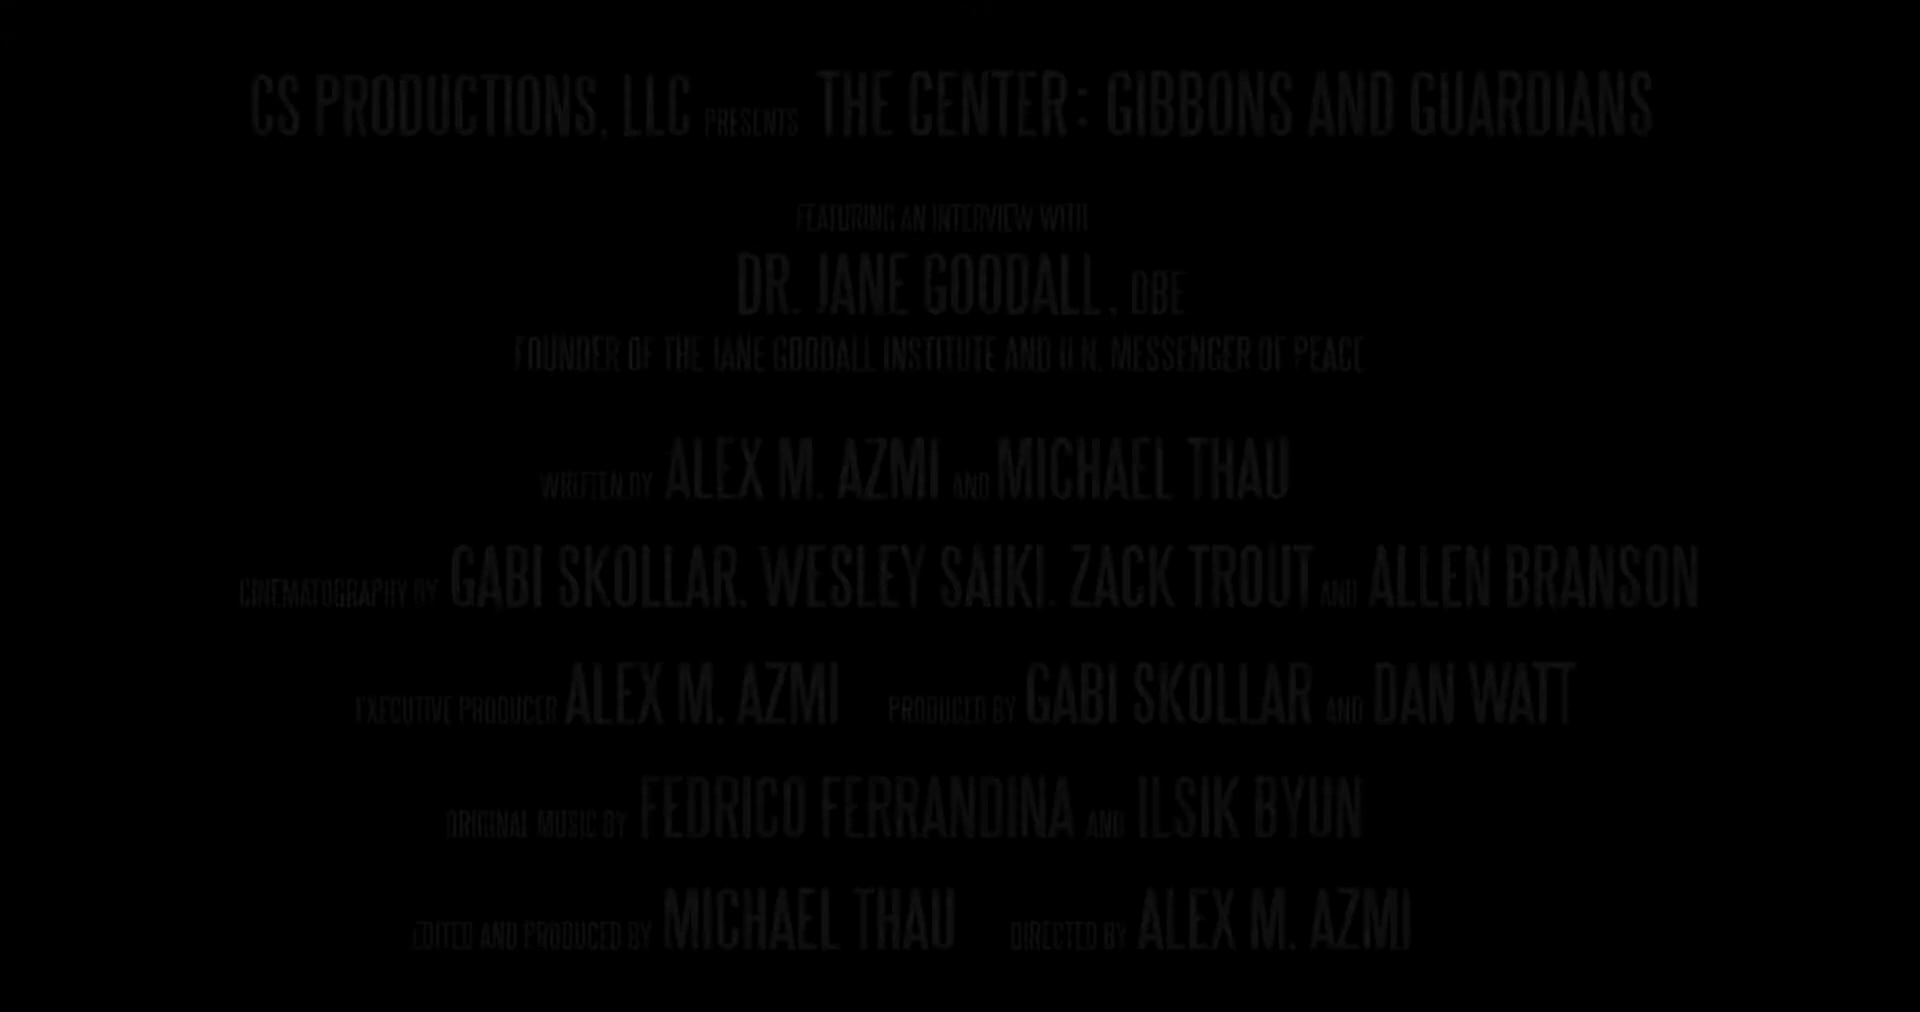 CS PRODUCTIONS, LLC PRESENTS THE CENTER: GIBBONS AND GUARDIANS
FEATURING AN INTERVIEW WITH
DR. JANE GOODALL, DBE
FOUNDER OF THE JANE GOODALL INSTITUTE AND U.N. MESSENGER OF PEACE
WRITTEN BY ALEX M. AZMI AND MICHAEL THAU
CINEMATOGRAPHY BY GABI SKOLLAR, WESLEY SAIKI, ZACK TROUT AND ALLEN BRANSON
EXECUTIVE PRODUCER ALEX M. AZMI PRODUCED BY GABI SKOLLAR AND DAN WATT
ORIGINAL MUSIC BY FEDRICO FERRANDINA AND ILSIK BYUN
EDITED AND PRODUCED BY MICHAEL THAU DIRECTED BY ALEX M. AZMI